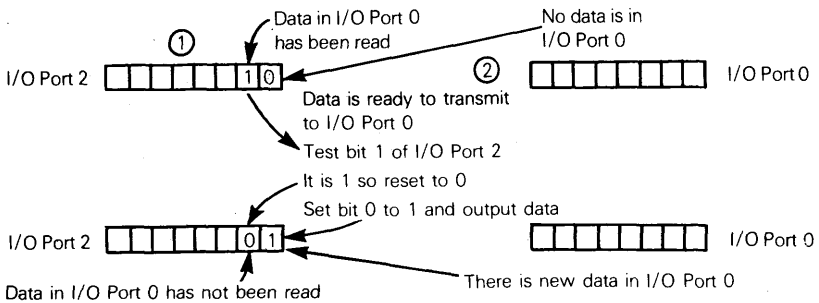 Data in I/O Port 0
has been read
No data is in
I/O Port 0
①
I/O Port 2
1 0
②
I/O Port 0
Data is ready to transmit
to I/O Port 0
Test bit 1 of I/O Port 2
It is 1 so reset to 0
Set bit 0 to 1 and output data
I/O Port 2
0 1
I/O Port 0
Data in I/O Port 0 has not been read
There is new data in I/O Port 0